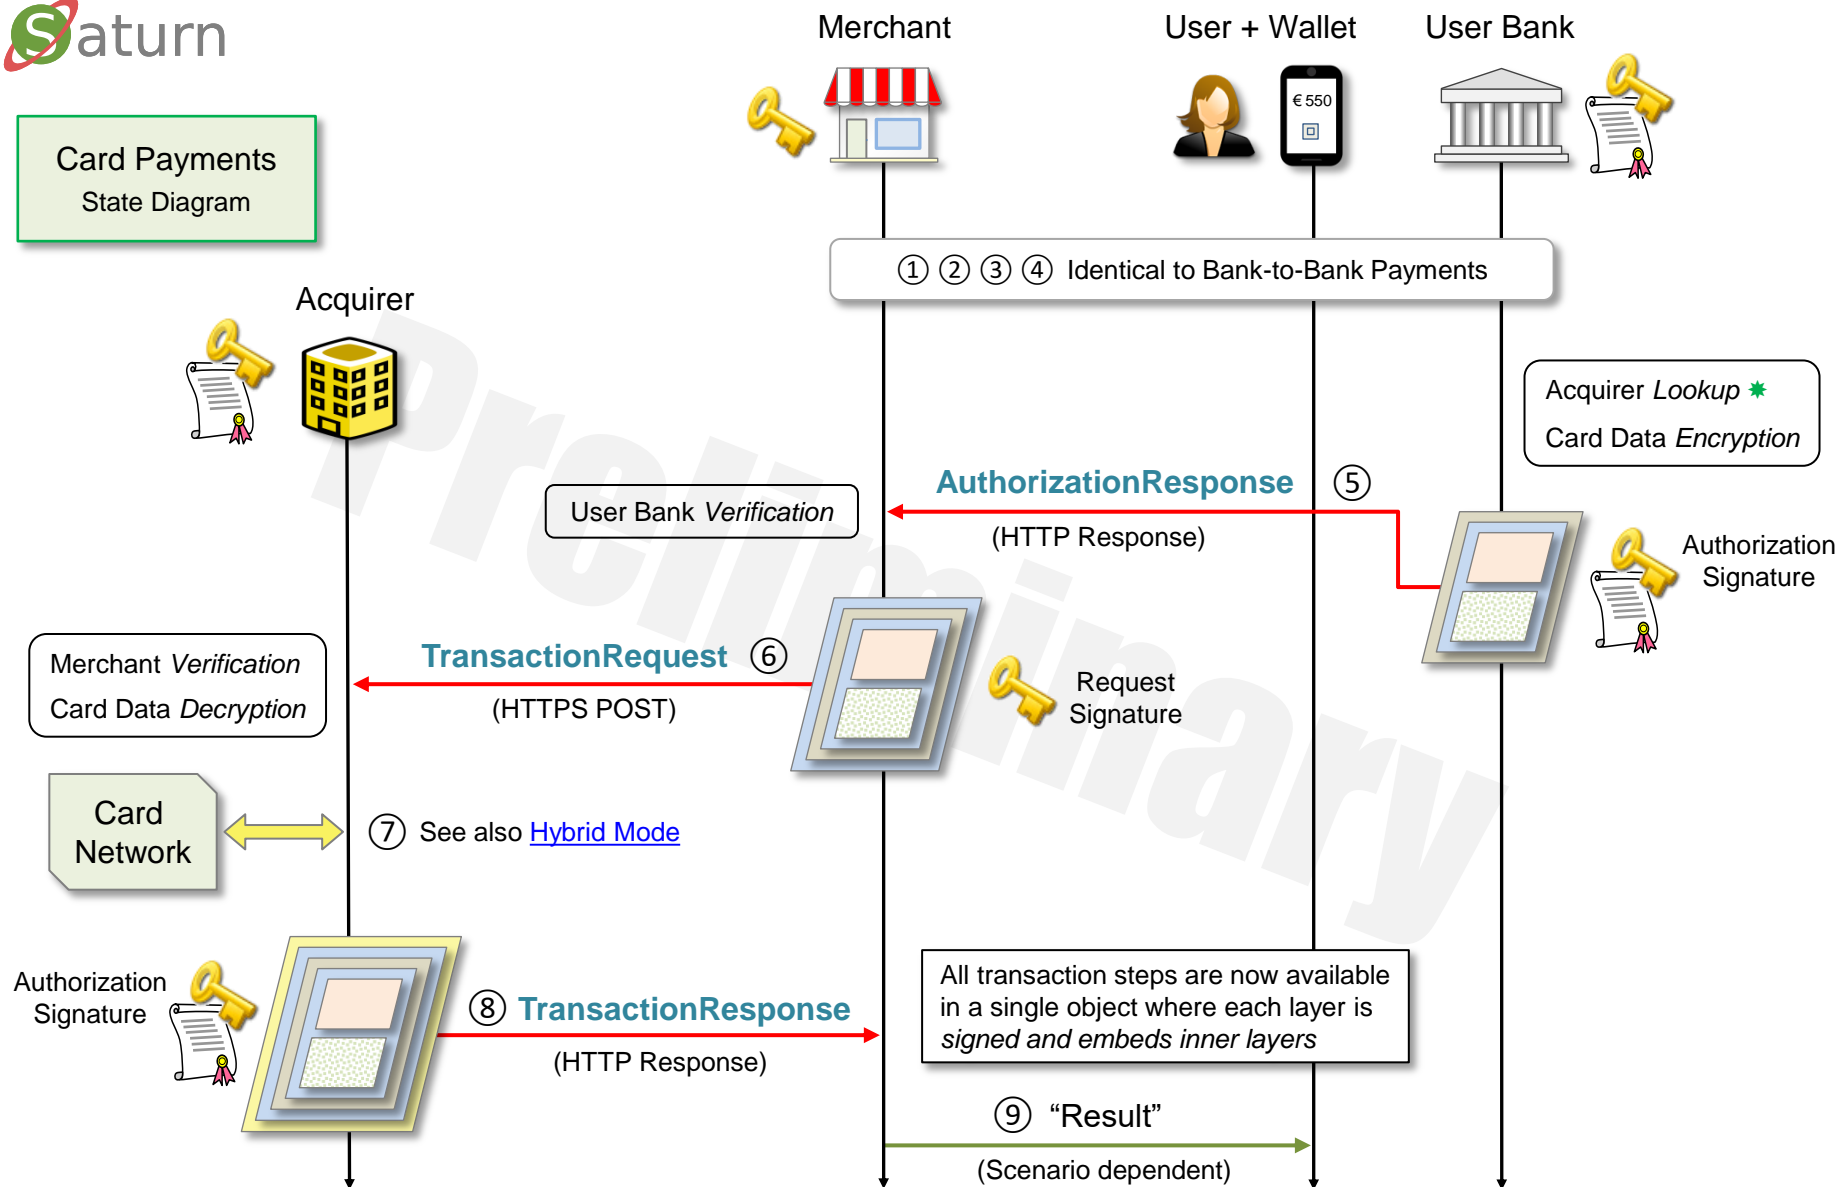 Saturn
Merchant
User + Wallet
User Bank
€ 550
Card Payments
State Diagram
① ② ③ ④ Identical to Bank-to-Bank Payments
Acquirer
Acquirer Lookup ✸
Card Data Encryption
AuthorizationResponse ⑤
(HTTP Response)
User Bank Verification
Authorization
Signature
Merchant Verification
Card Data Decryption
TransactionRequest ⑥
(HTTPS POST)
Request
Signature
Card
Network
⑦ See also Hybrid Mode
Authorization
Signature
⑧ TransactionResponse
(HTTP Response)
All transaction steps are now available
in a single object where each layer is
signed and embeds inner layers
⑨ “Result”
(Scenario dependent)
Preliminary